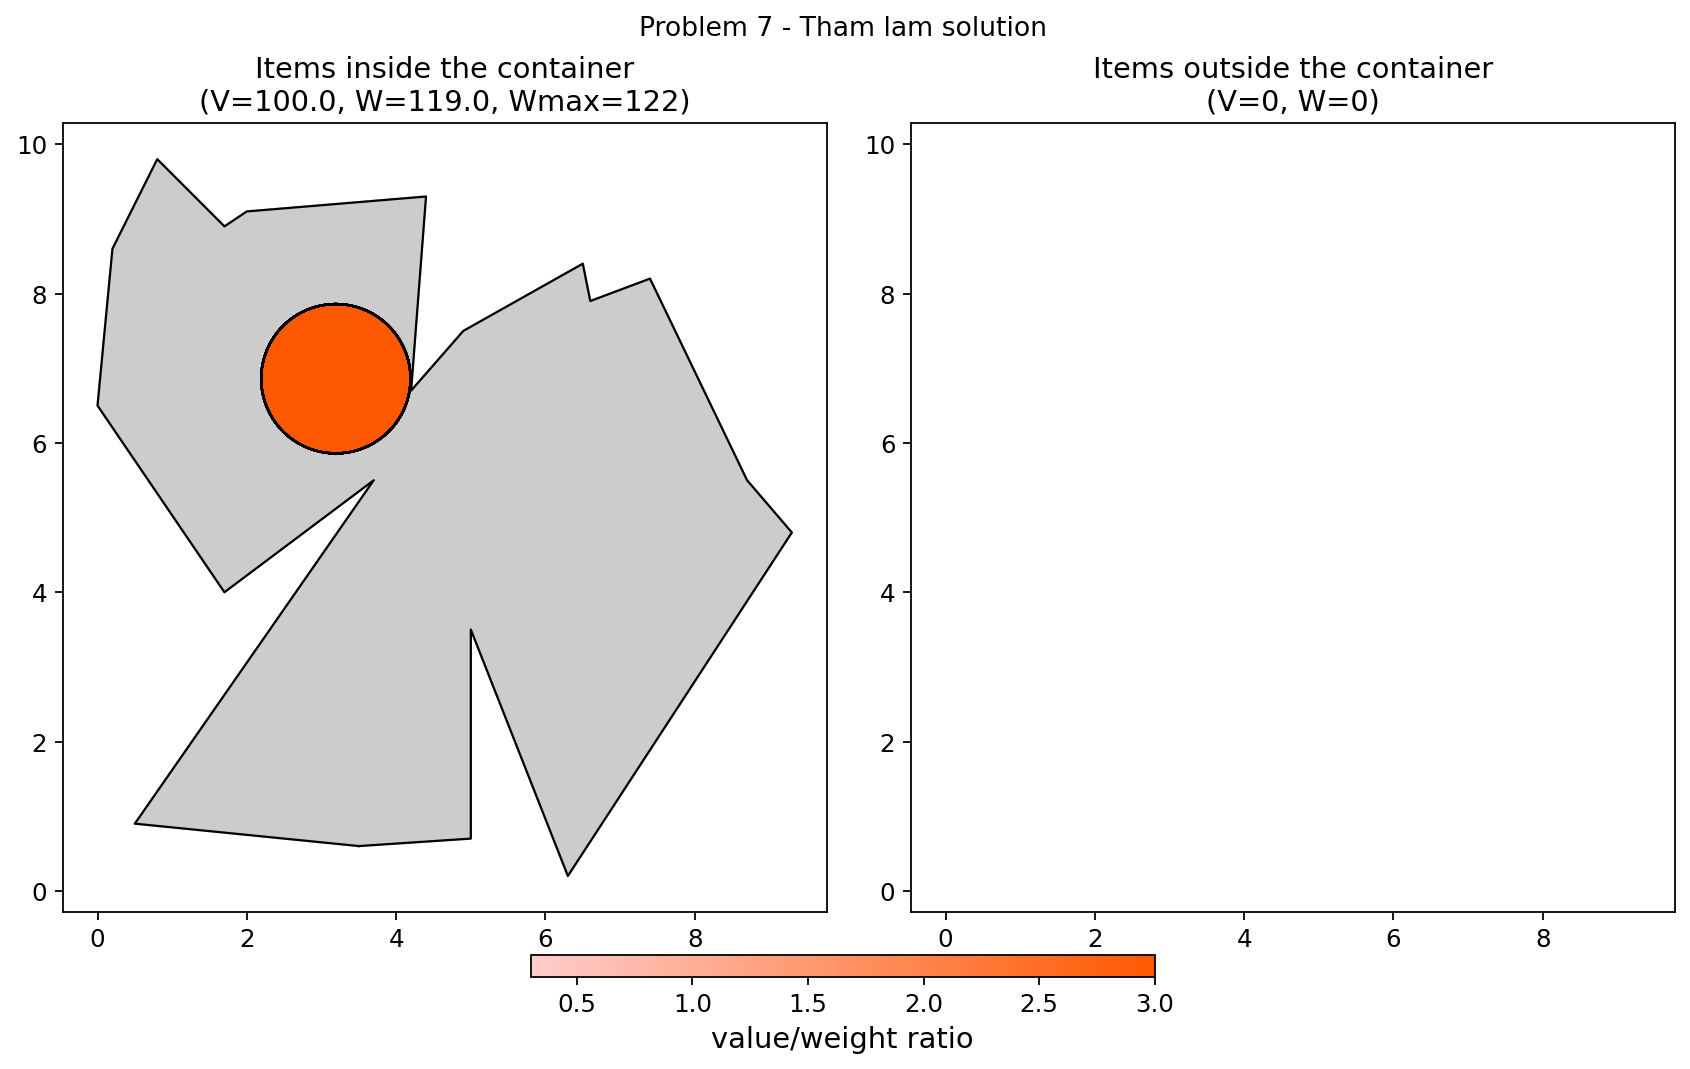 Problem 7 - Tham lam solution
Items inside the container
(V=100.0, W=119.0, Wmax=122)
10
8
6
4
2
0
0 2 4 6 8
Items outside the container
(V=0, W=0)
10
8
6
4
2
0
0 2 4 6 8
0.5 1.0 1.5 2.0 2.5 3.0
value/weight ratio